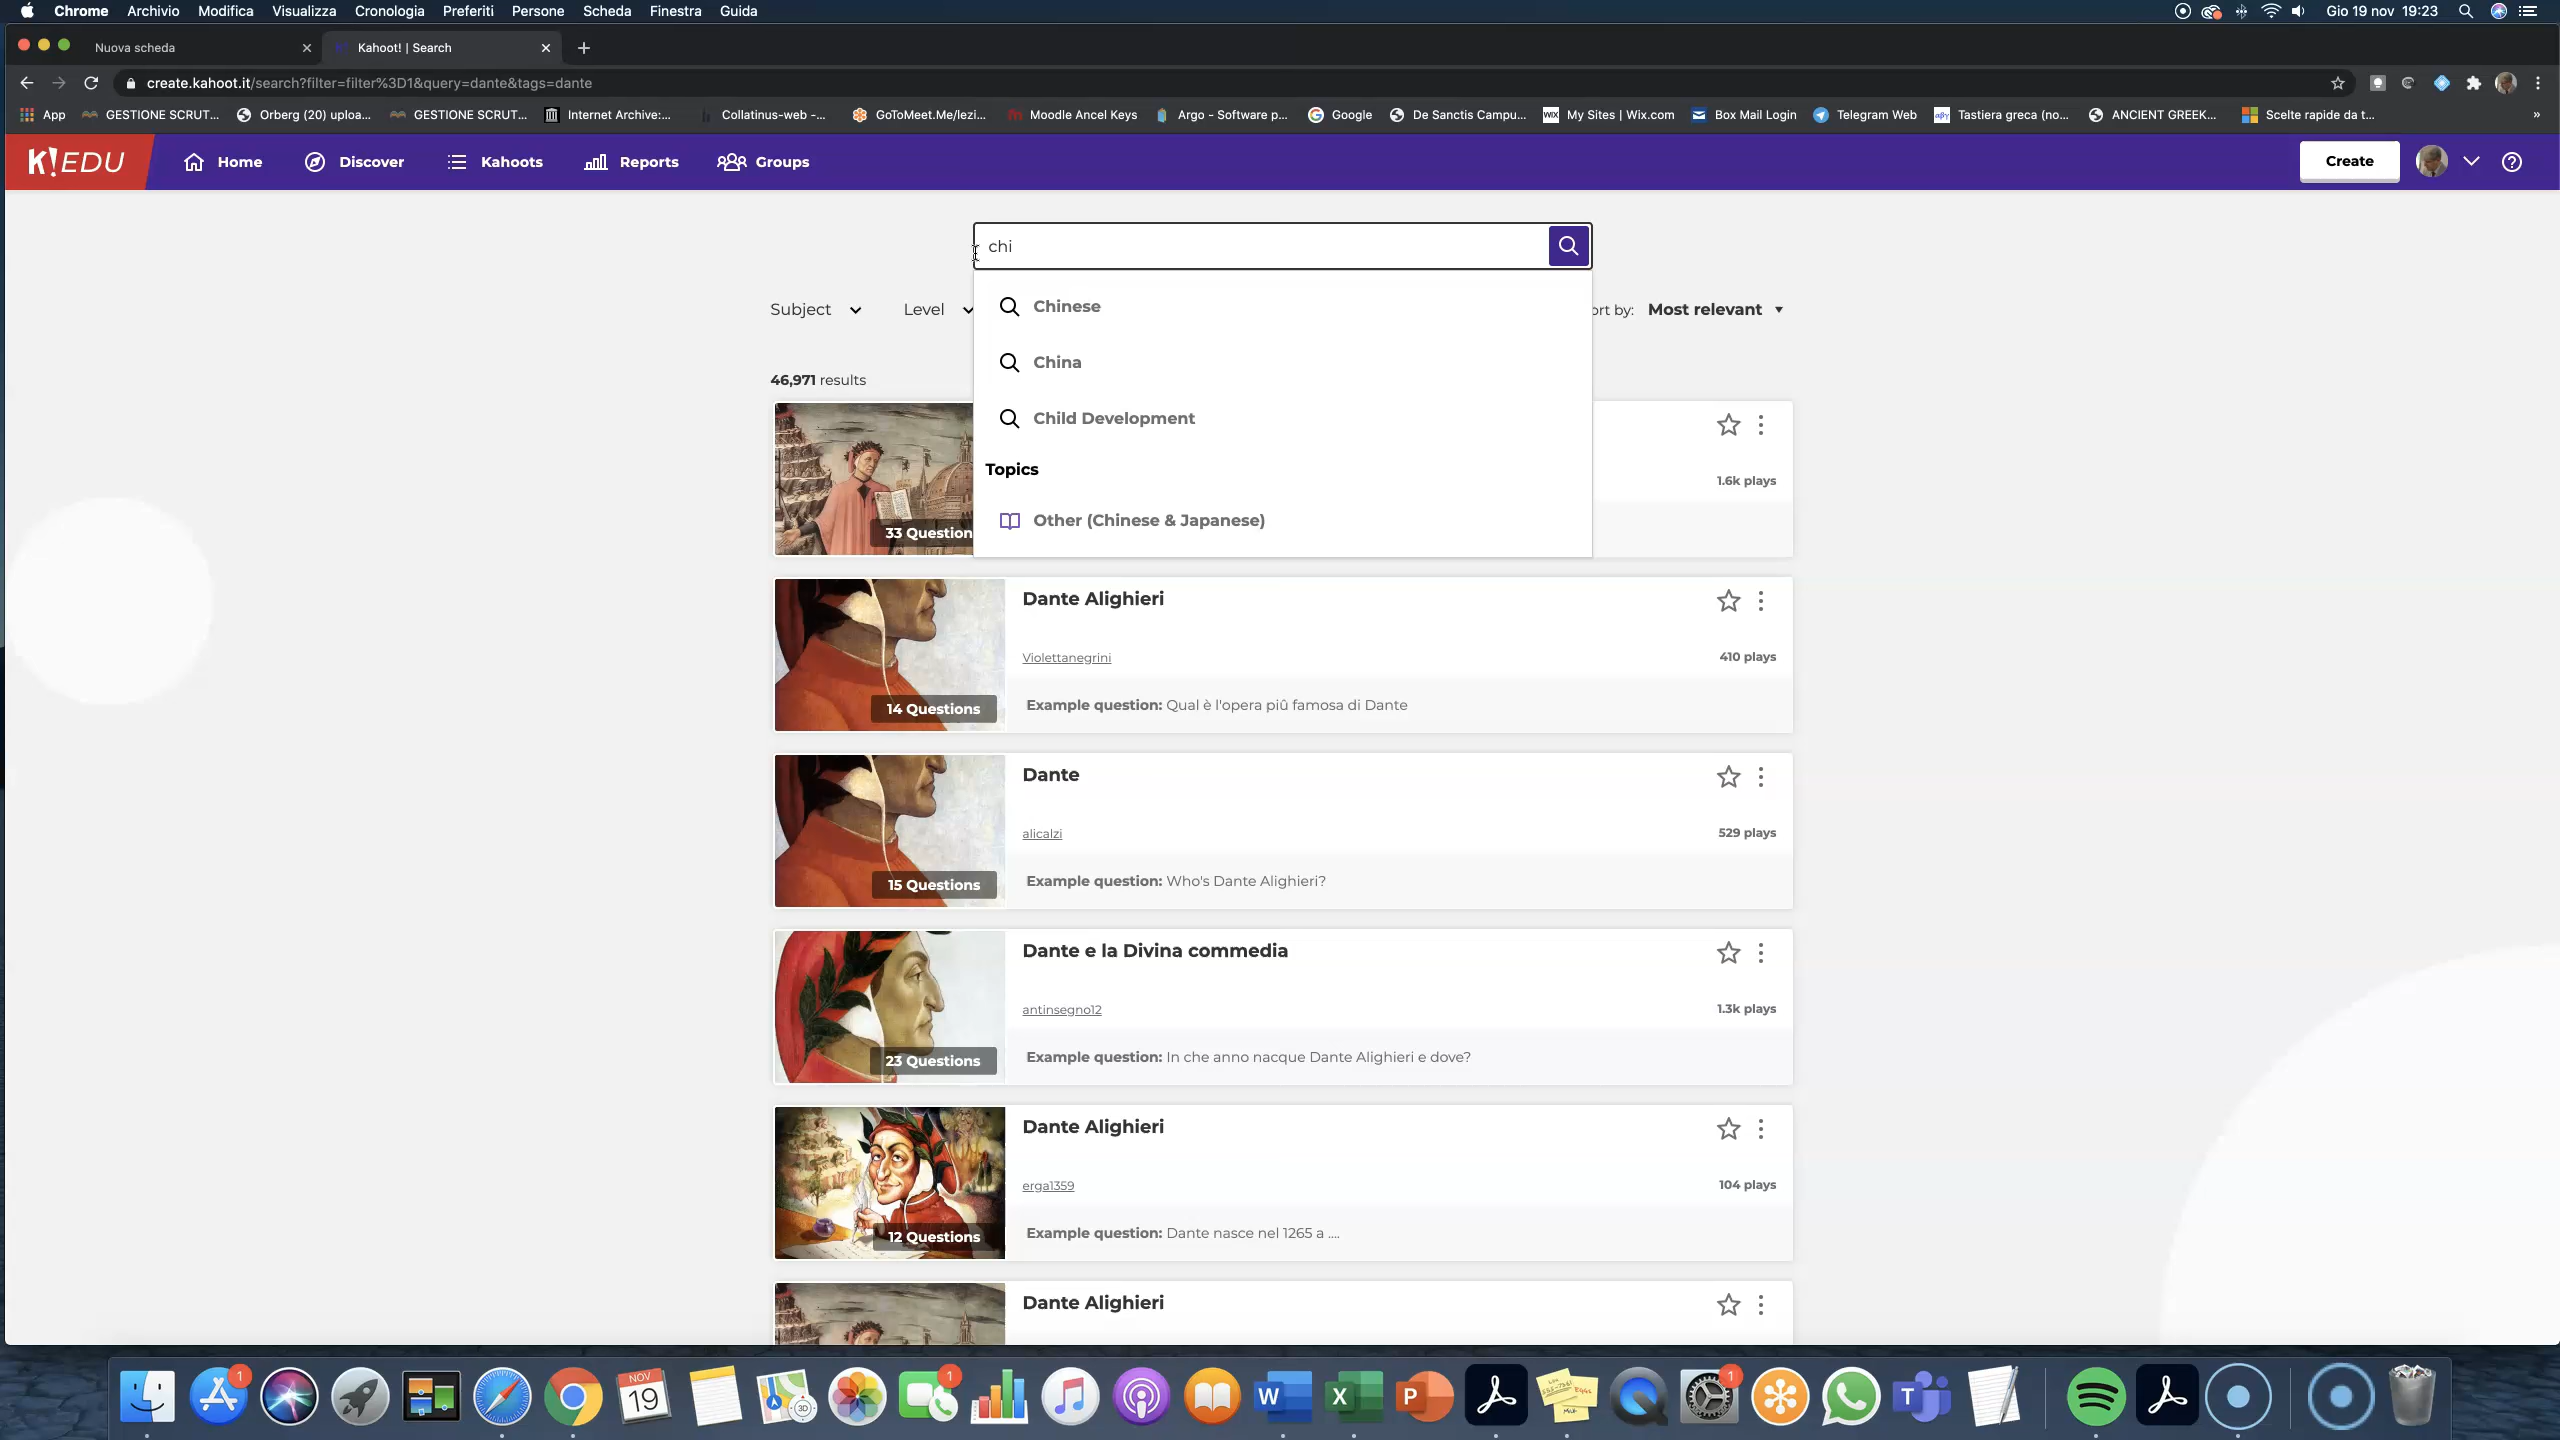 Chrome Archivio Modifica Visualizza Cronologia Preferiti Persone Scheda Finestra Guida Gio 19 nov 19:23
Nuova scheda Kahoot! | Search
create.kahoot.it/search?filter=filter%3D1&query=dante&tags=dante
App GESTIONE SCRUT... Orberg (20) uploa... GESTIONE SCRUT... Internet Archive:... Collatinus-web -... GoToMeet.Me/lezi... Moodle Ancel Keys Argo - Software p... Google De Sanctis Campu... My Sites | Wix.com Box Mail Login Telegram Web Tastiera greca (no... ANCIENT GREEK... Scelte rapide da t... »
K!EDU Home Discover Kahoots Reports Groups Create
chi
Subject Level ort by: Most relevant
Chinese
China
46,971 results
Child Development
Topics
1.6k plays
Other (Chinese & Japanese)
33 Question
Dante Alighieri
Violettanegrini 410 plays
14 Questions Example question: Qual è l'opera più famosa di Dante
Dante
alicalzi 529 plays
15 Questions Example question: Who's Dante Alighieri?
Dante e la Divina commedia
antinsegno12 1.3k plays
23 Questions Example question: In che anno nacque Dante Alighieri e dove?
Dante Alighieri
erga1359 104 plays
12 Questions Example question: Dante nasce nel 1265 a ....
Dante Alighieri
1 NOV 19 3D 1 W X P 1 T